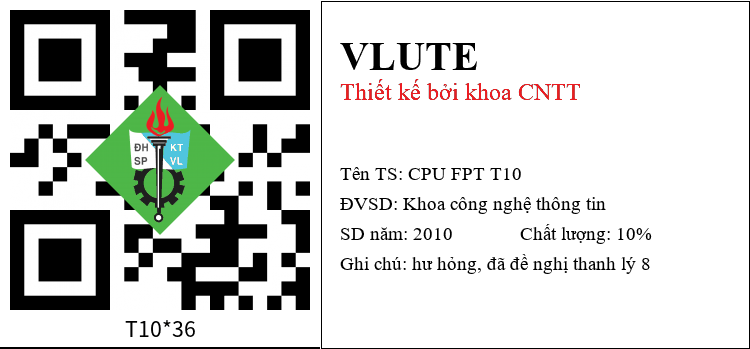 ĐH KT
SP VL
T10*36
VLUTE
Thiết kế bởi khoa CNTT
Tên TS: CPU FPT T10
ĐVSD: Khoa công nghệ thông tin
SD năm: 2010 Chất lượng: 10%
Ghi chú: hư hỏng, đã đề nghị thanh lý 8